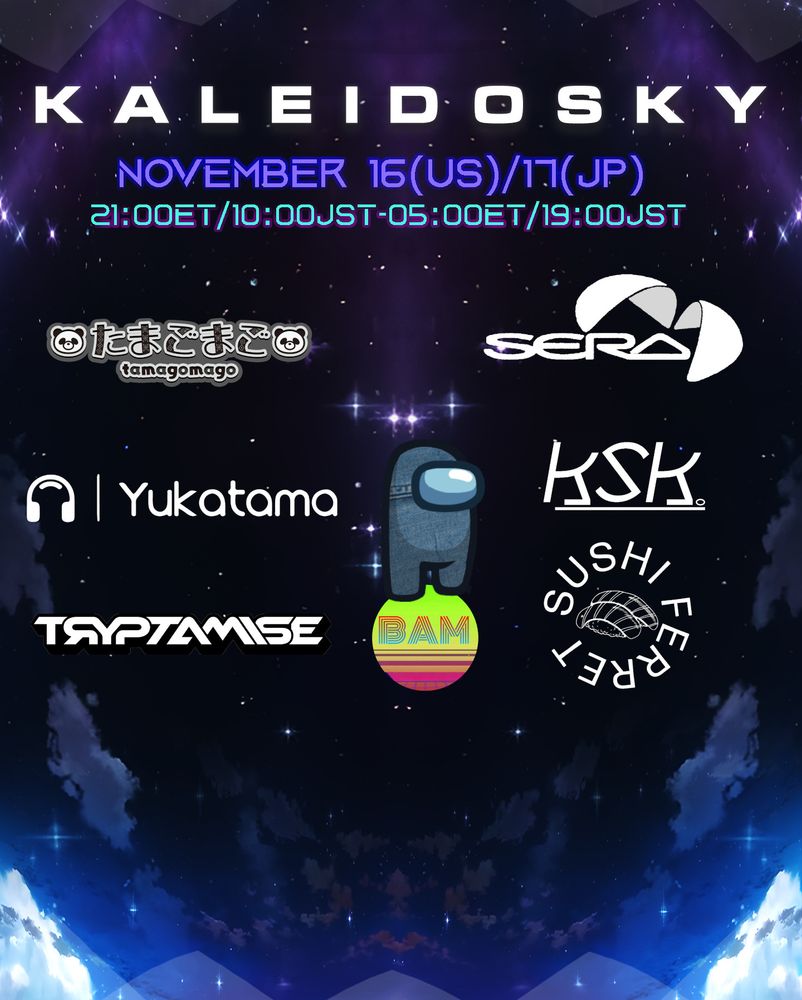 KALEIDOSKY
NOVEMBER 16(US)/17(JP)
21:00ET/10:00JST-05:00ET/19:00JST
たまごまご
tamagomago
SERA
Yukatama
KSK
TRYPTAMISE
BAM
SUSHI FERRET